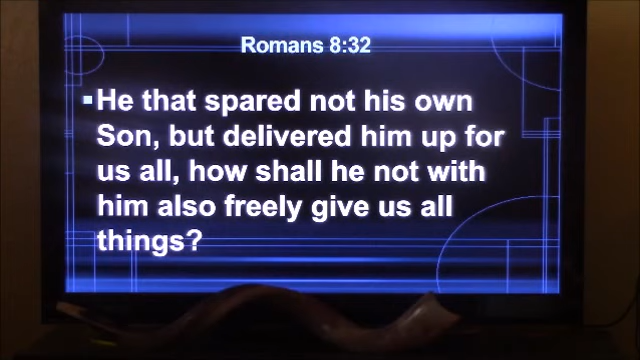 Romans 8:32
▪He that spared not his own
Son, but delivered him up for
us all, how shall he not with
him also freely give us all
things?